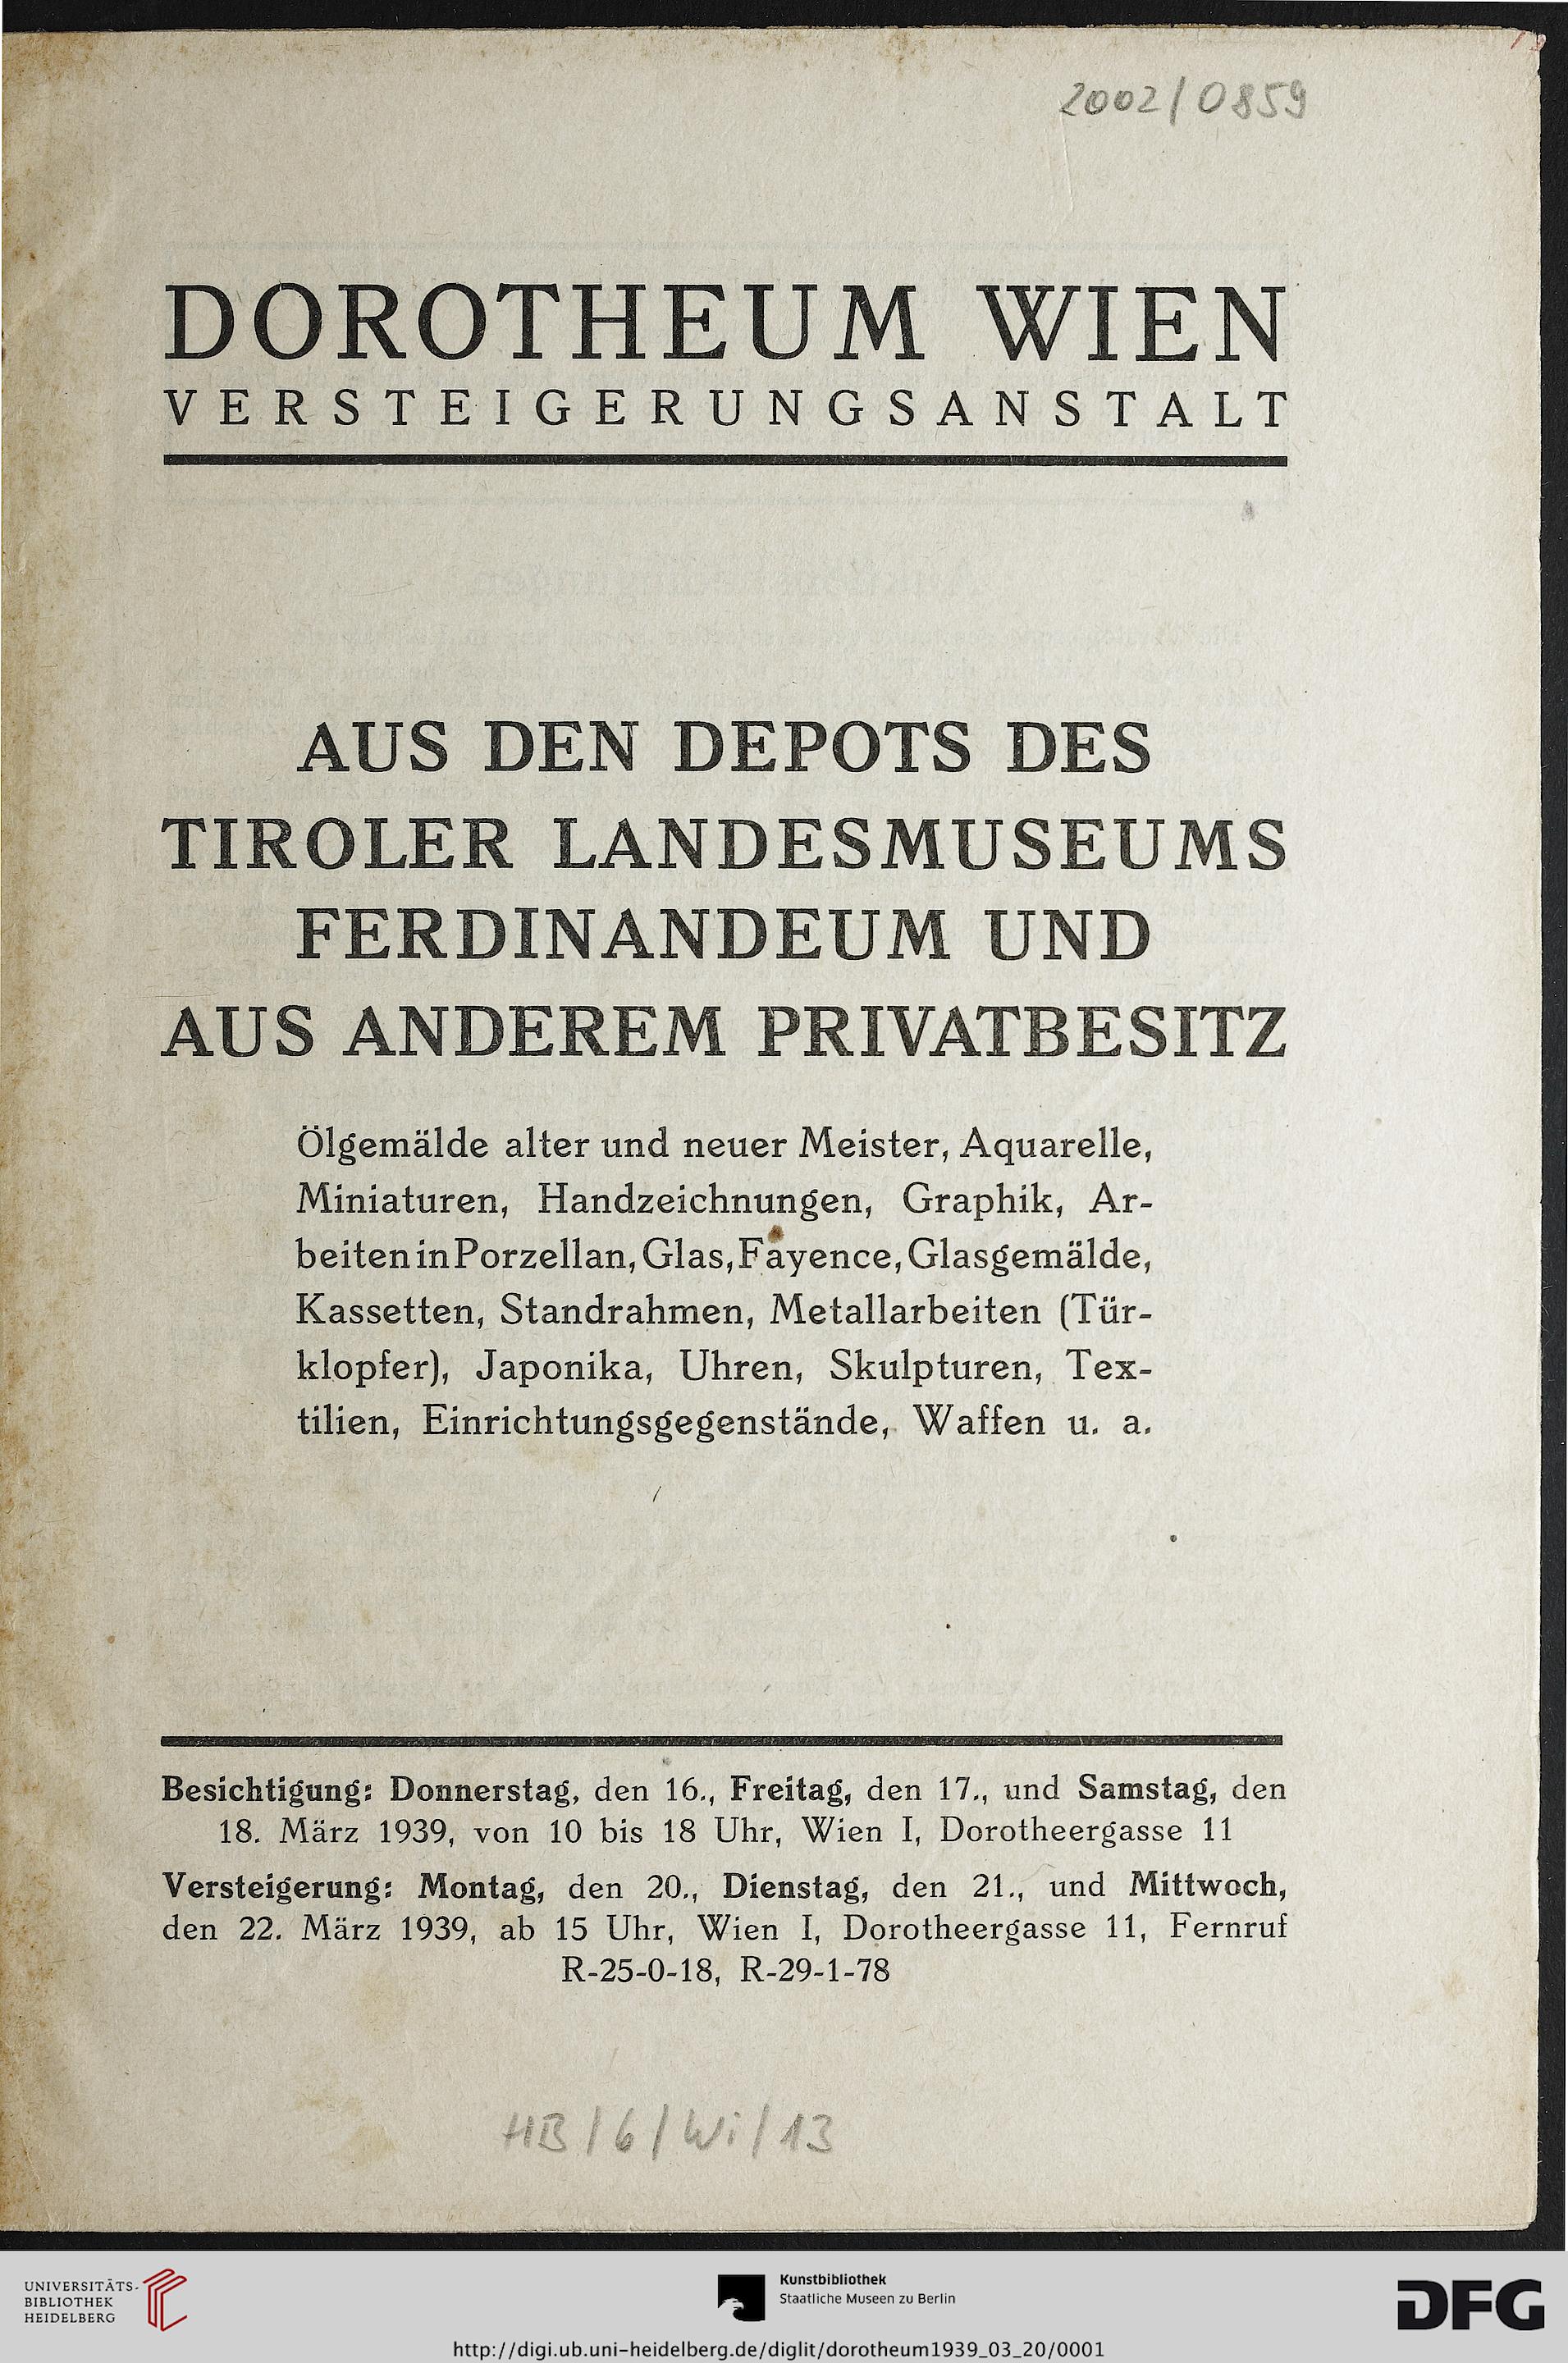 2002/0859
DOROTHEUM WIEN
VERSTEIGERUNGSANSTALT
AUS DEN DEPOTS DES
TIROLER LANDESMUSEUMS
FERDINANDEUM UND
AUS ANDEREM PRIVATBESITZ
Ölgemälde alter und neuer Meister, Aquarelle,
Miniaturen, Handzeichnungen, Graphik, Ar-
beiten in Porzellan, Glas, Fayence, Glasgemälde,
Kassetten, Standrahmen, Metallarbeiten (Tür-
klopfer), Japonika, Uhren, Skulpturen, Tex-
tilien, Einrichtungsgegenstände, Waffen u. a.
Besichtigung: Donnerstag, den 16., Freitag, den 17., und Samstag, den
18. März 1939, von 10 bis 18 Uhr, Wien I, Dorotheergasse 11
Versteigerung: Montag, den 20., Dienstag, den 21., und Mittwoch,
den 22. März 1939, ab 15 Uhr, Wien I, Dorotheergasse 11, Fernruf
R-25-0-18, R-29-1-78
HB/6/Wi/13
UNIVERSITÄTS-
BIBLIOTHEK
HEIDELBERG
Kunstbibliothek
Staatliche Museen zu Berlin
DFG
http://digi.ub.uni-heidelberg.de/diglit/dorotheum1939_03_20/0001